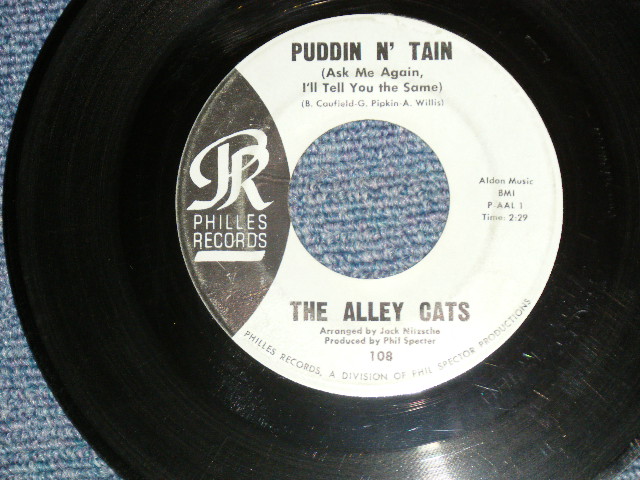 PUDDIN N' TAIN
(Ask Me Again,
I'll Tell You the Same)
(B. Caufield-G. Pipkin-A. Willis)
PR
PHILLES
RECORDS
Aldon Music
BMI
P-AAL 1
Time: 2:29
THE ALLEY CATS
Arranged by Jack Nitzsche
Produced by Phil Spector
108
PHILLES RECORDS, A DIVISION OF PHIL SPECTOR PRODUCTIONS